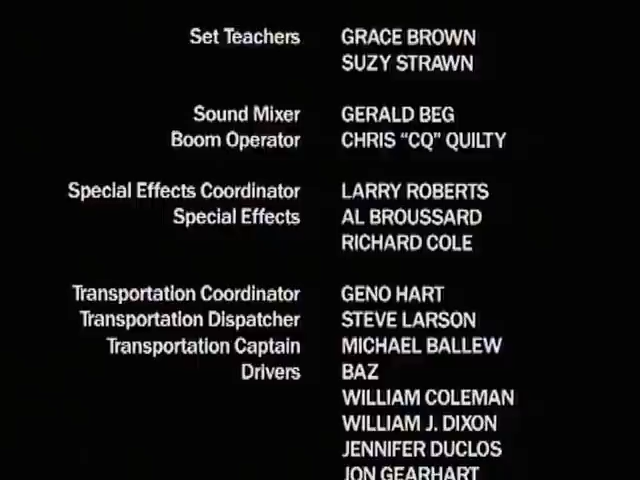 Set Teachers GRACE BROWN
SUZY STRAWN
Sound Mixer GERALD BEG
Boom Operator CHRIS “CQ” QUILTY
Special Effects Coordinator LARRY ROBERTS
Special Effects AL BROUSSARD
RICHARD COLE
Transportation Coordinator GENO HART
Transportation Dispatcher STEVE LARSON
Transportation Captain MICHAEL BALLEW
Drivers BAZ
WILLIAM COLEMAN
WILLIAM J. DIXON
JENNIFER DUCLOS
JON GEARHART